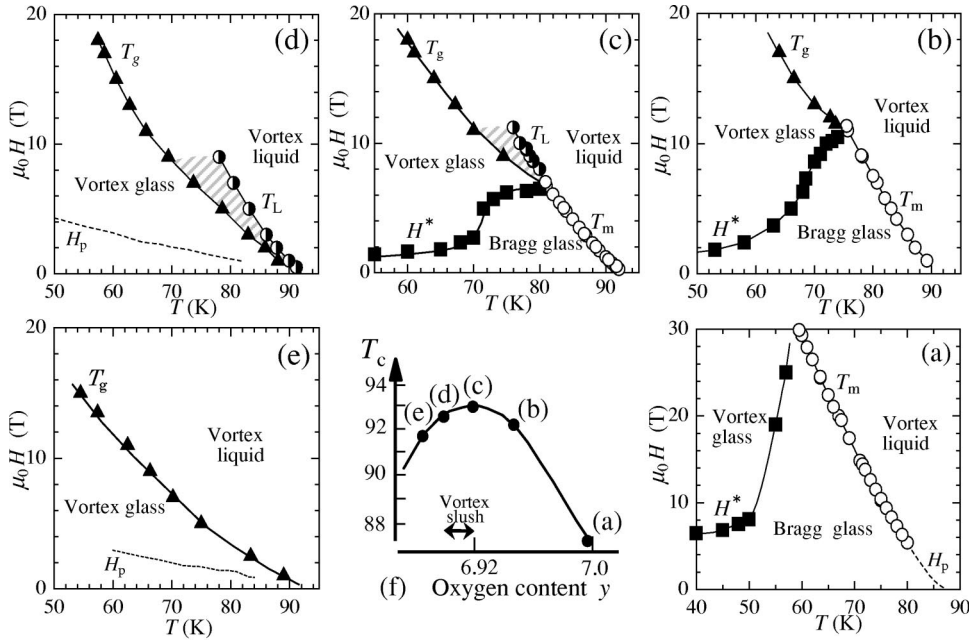 (d)
20
10
0
μ₀H (T)
T_g
Vortex
liquid
Vortex glass
T_L
H_p
50 60 70 80 90
T (K)
(c)
20
10
0
μ₀H (T)
T_g
T_L
Vortex
liquid
Vortex glass
H*
T_m
Bragg glass
60 70 80 90
T (K)
(b)
20
10
0
μ₀H (T)
T_g
Vortex
liquid
Vortex glass
T_m
H*
Bragg glass
50 60 70 80 90
T (K)
(e)
20
10
0
μ₀H (T)
T_g
Vortex
liquid
Vortex glass
H_p
50 60 70 80 90
T (K)
T_c
94
92
90
88
(e) (d) (c) (b)
(a)
Vortex
slush
6.92 7.0
(f) Oxygen content y
(a)
30
20
10
0
μ₀H (T)
T_m
Vortex
glass
Vortex
liquid
H*
Bragg glass
H_p
40 50 60 70 80 90
T (K)